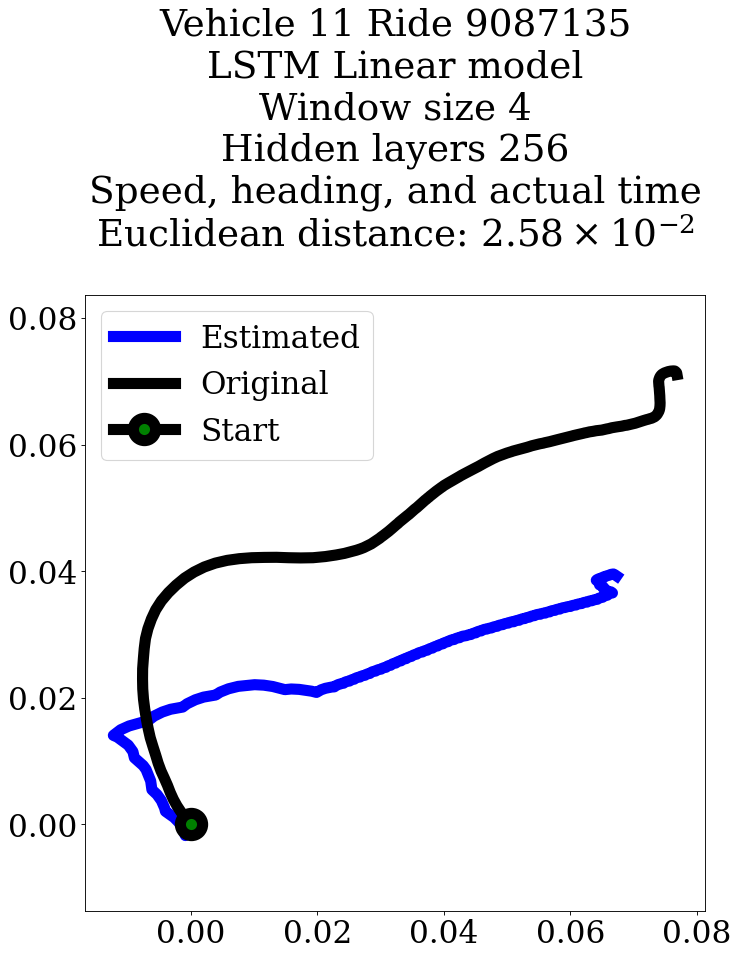 Vehicle 11 Ride 9087135
LSTM Linear model
Window size 4
Hidden layers 256
Speed, heading, and actual time
Euclidean distance: 2.58 × 10⁻²
Estimated
Original
Start
0.08
0.06
0.04
0.02
0.00
0.00 0.02 0.04 0.06 0.08